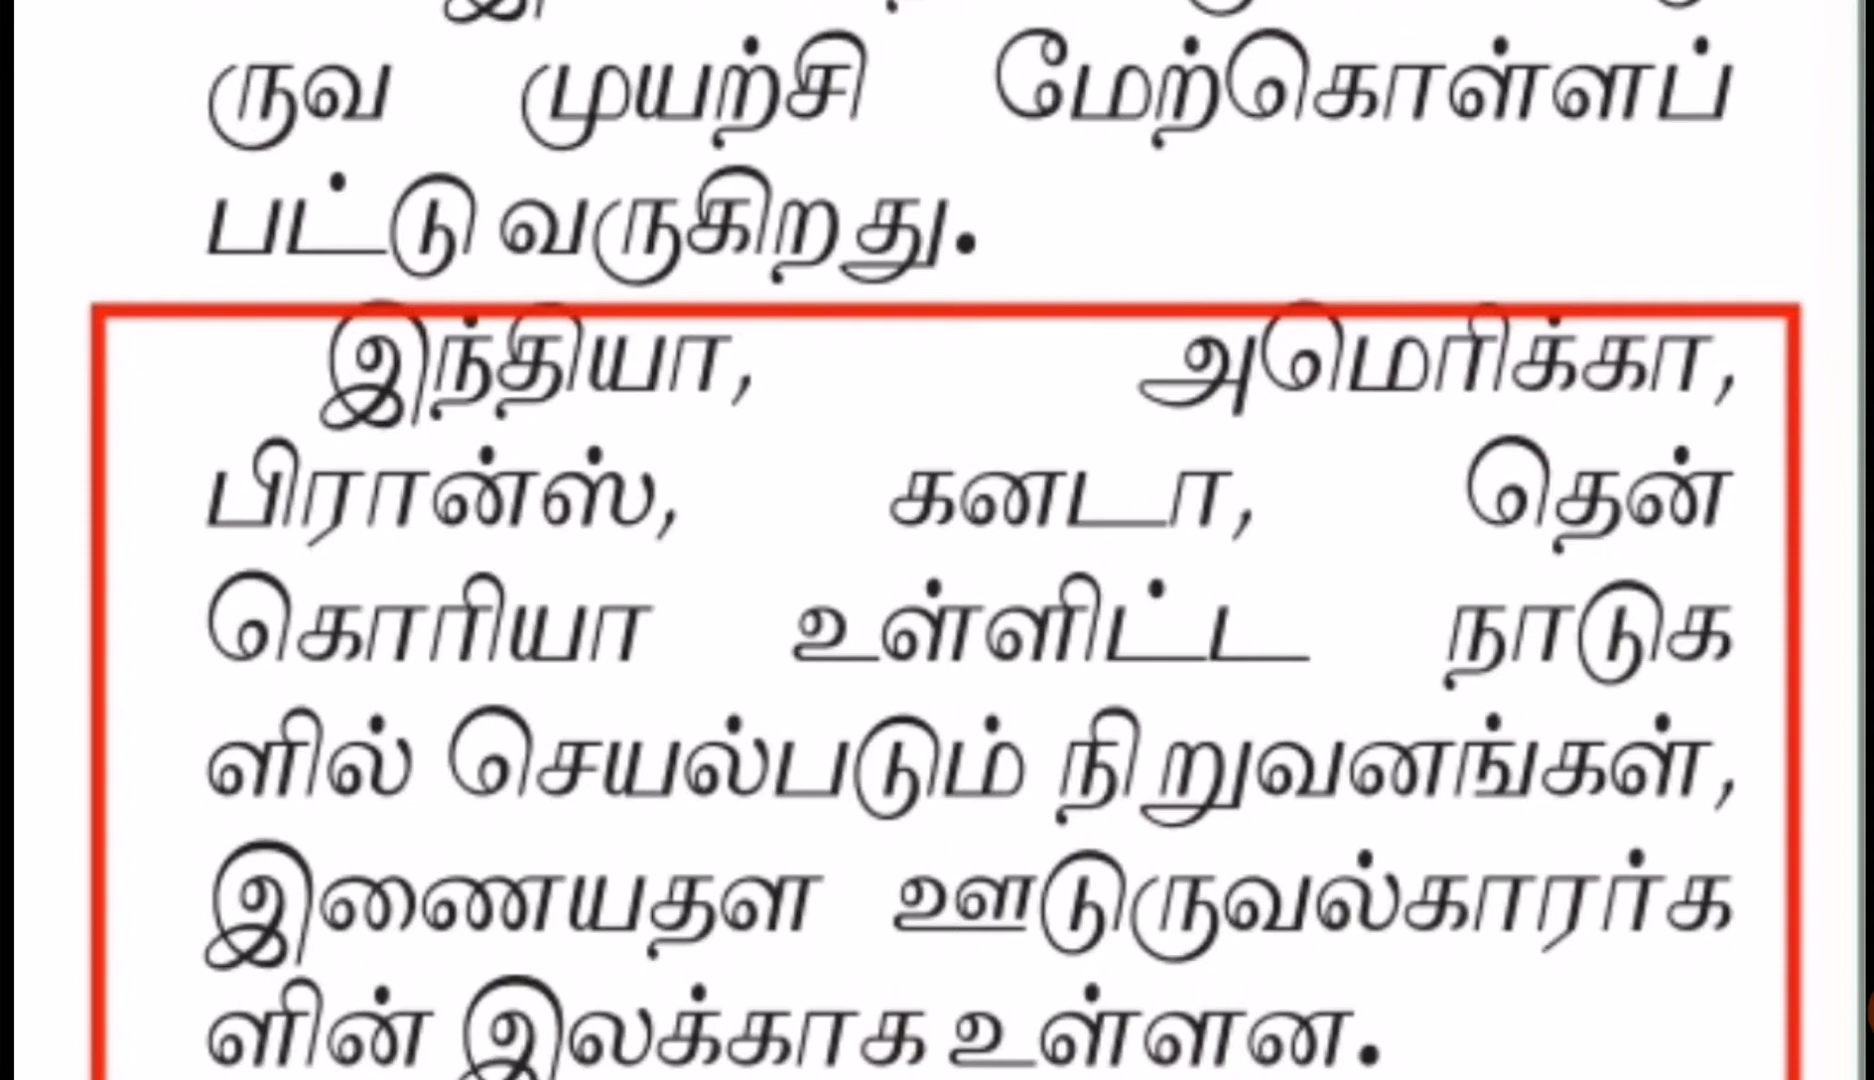 ருவ முயற்சி மேற்கொள்ளப்
பட்டு வருகிறது.
இந்தியா, அமெரிக்கா,
பிரான்ஸ், கனடா, தென்
கொரியா உள்ளிட்ட நாடுக
ளில் செயல்படும் நிறுவனங்கள்,
இணையதள ஊடுருவல்காரர்க
ளின் இலக்காக உள்ளன.